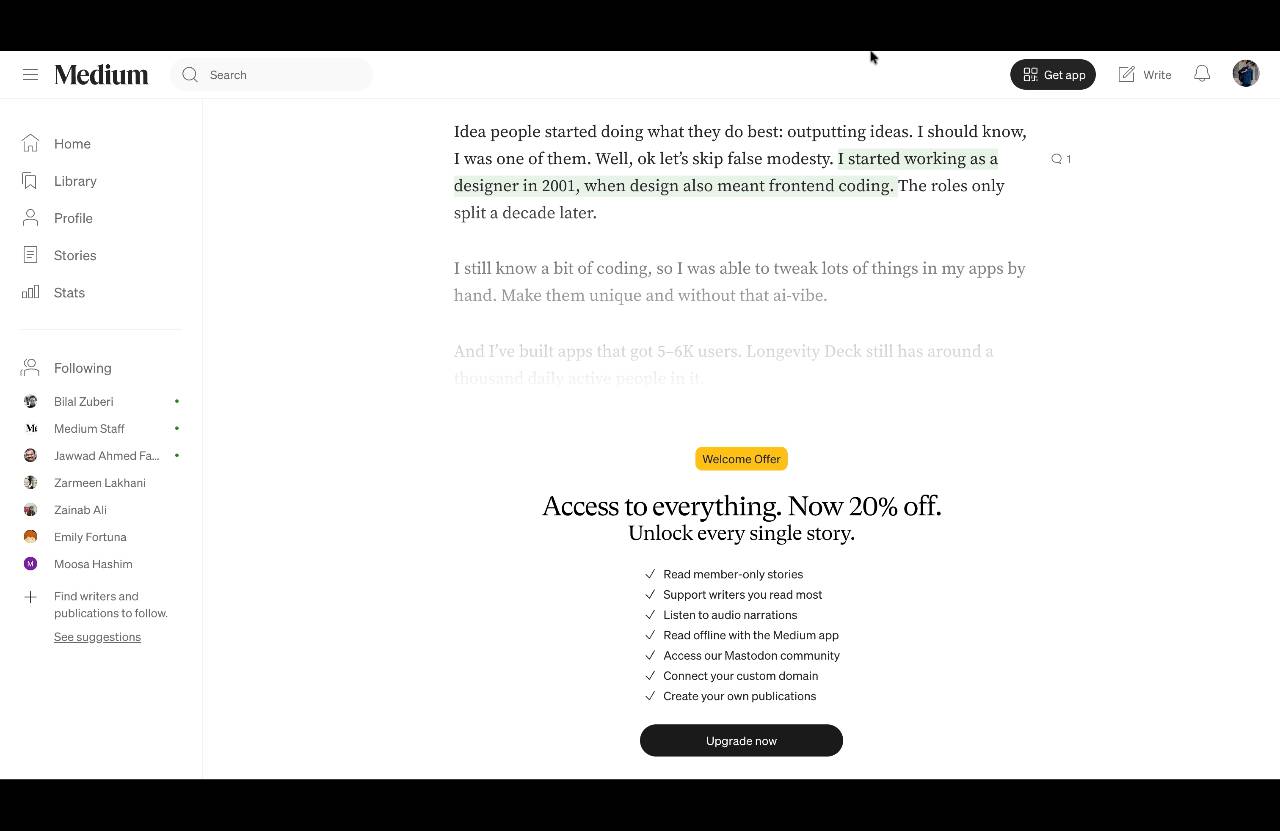 Medium
Search
Get app
Write
Home
Library
Profile
Stories
Stats
Following
Bilal Zuberi
Medium Staff
Jawwad Ahmed Fa...
Zarmeen Lakhani
Zainab Ali
Emily Fortuna
M Moosa Hashim
Find writers and
publications to follow.
See suggestions
Idea people started doing what they do best: outputting ideas. I should know,
I was one of them. Well, ok let’s skip false modesty. I started working as a
1
designer in 2001, when design also meant frontend coding. The roles only
split a decade later.
I still know a bit of coding, so I was able to tweak lots of things in my apps by
hand. Make them unique and without that ai-vibe.
And I’ve built apps that got 5–6K users. Longevity Deck still has around a
thousand daily active people in it.
Welcome Offer
Access to everything. Now 20% off.
Unlock every single story.
Read member-only stories
Support writers you read most
Listen to audio narrations
Read offline with the Medium app
Access our Mastodon community
Connect your custom domain
Create your own publications
Upgrade now